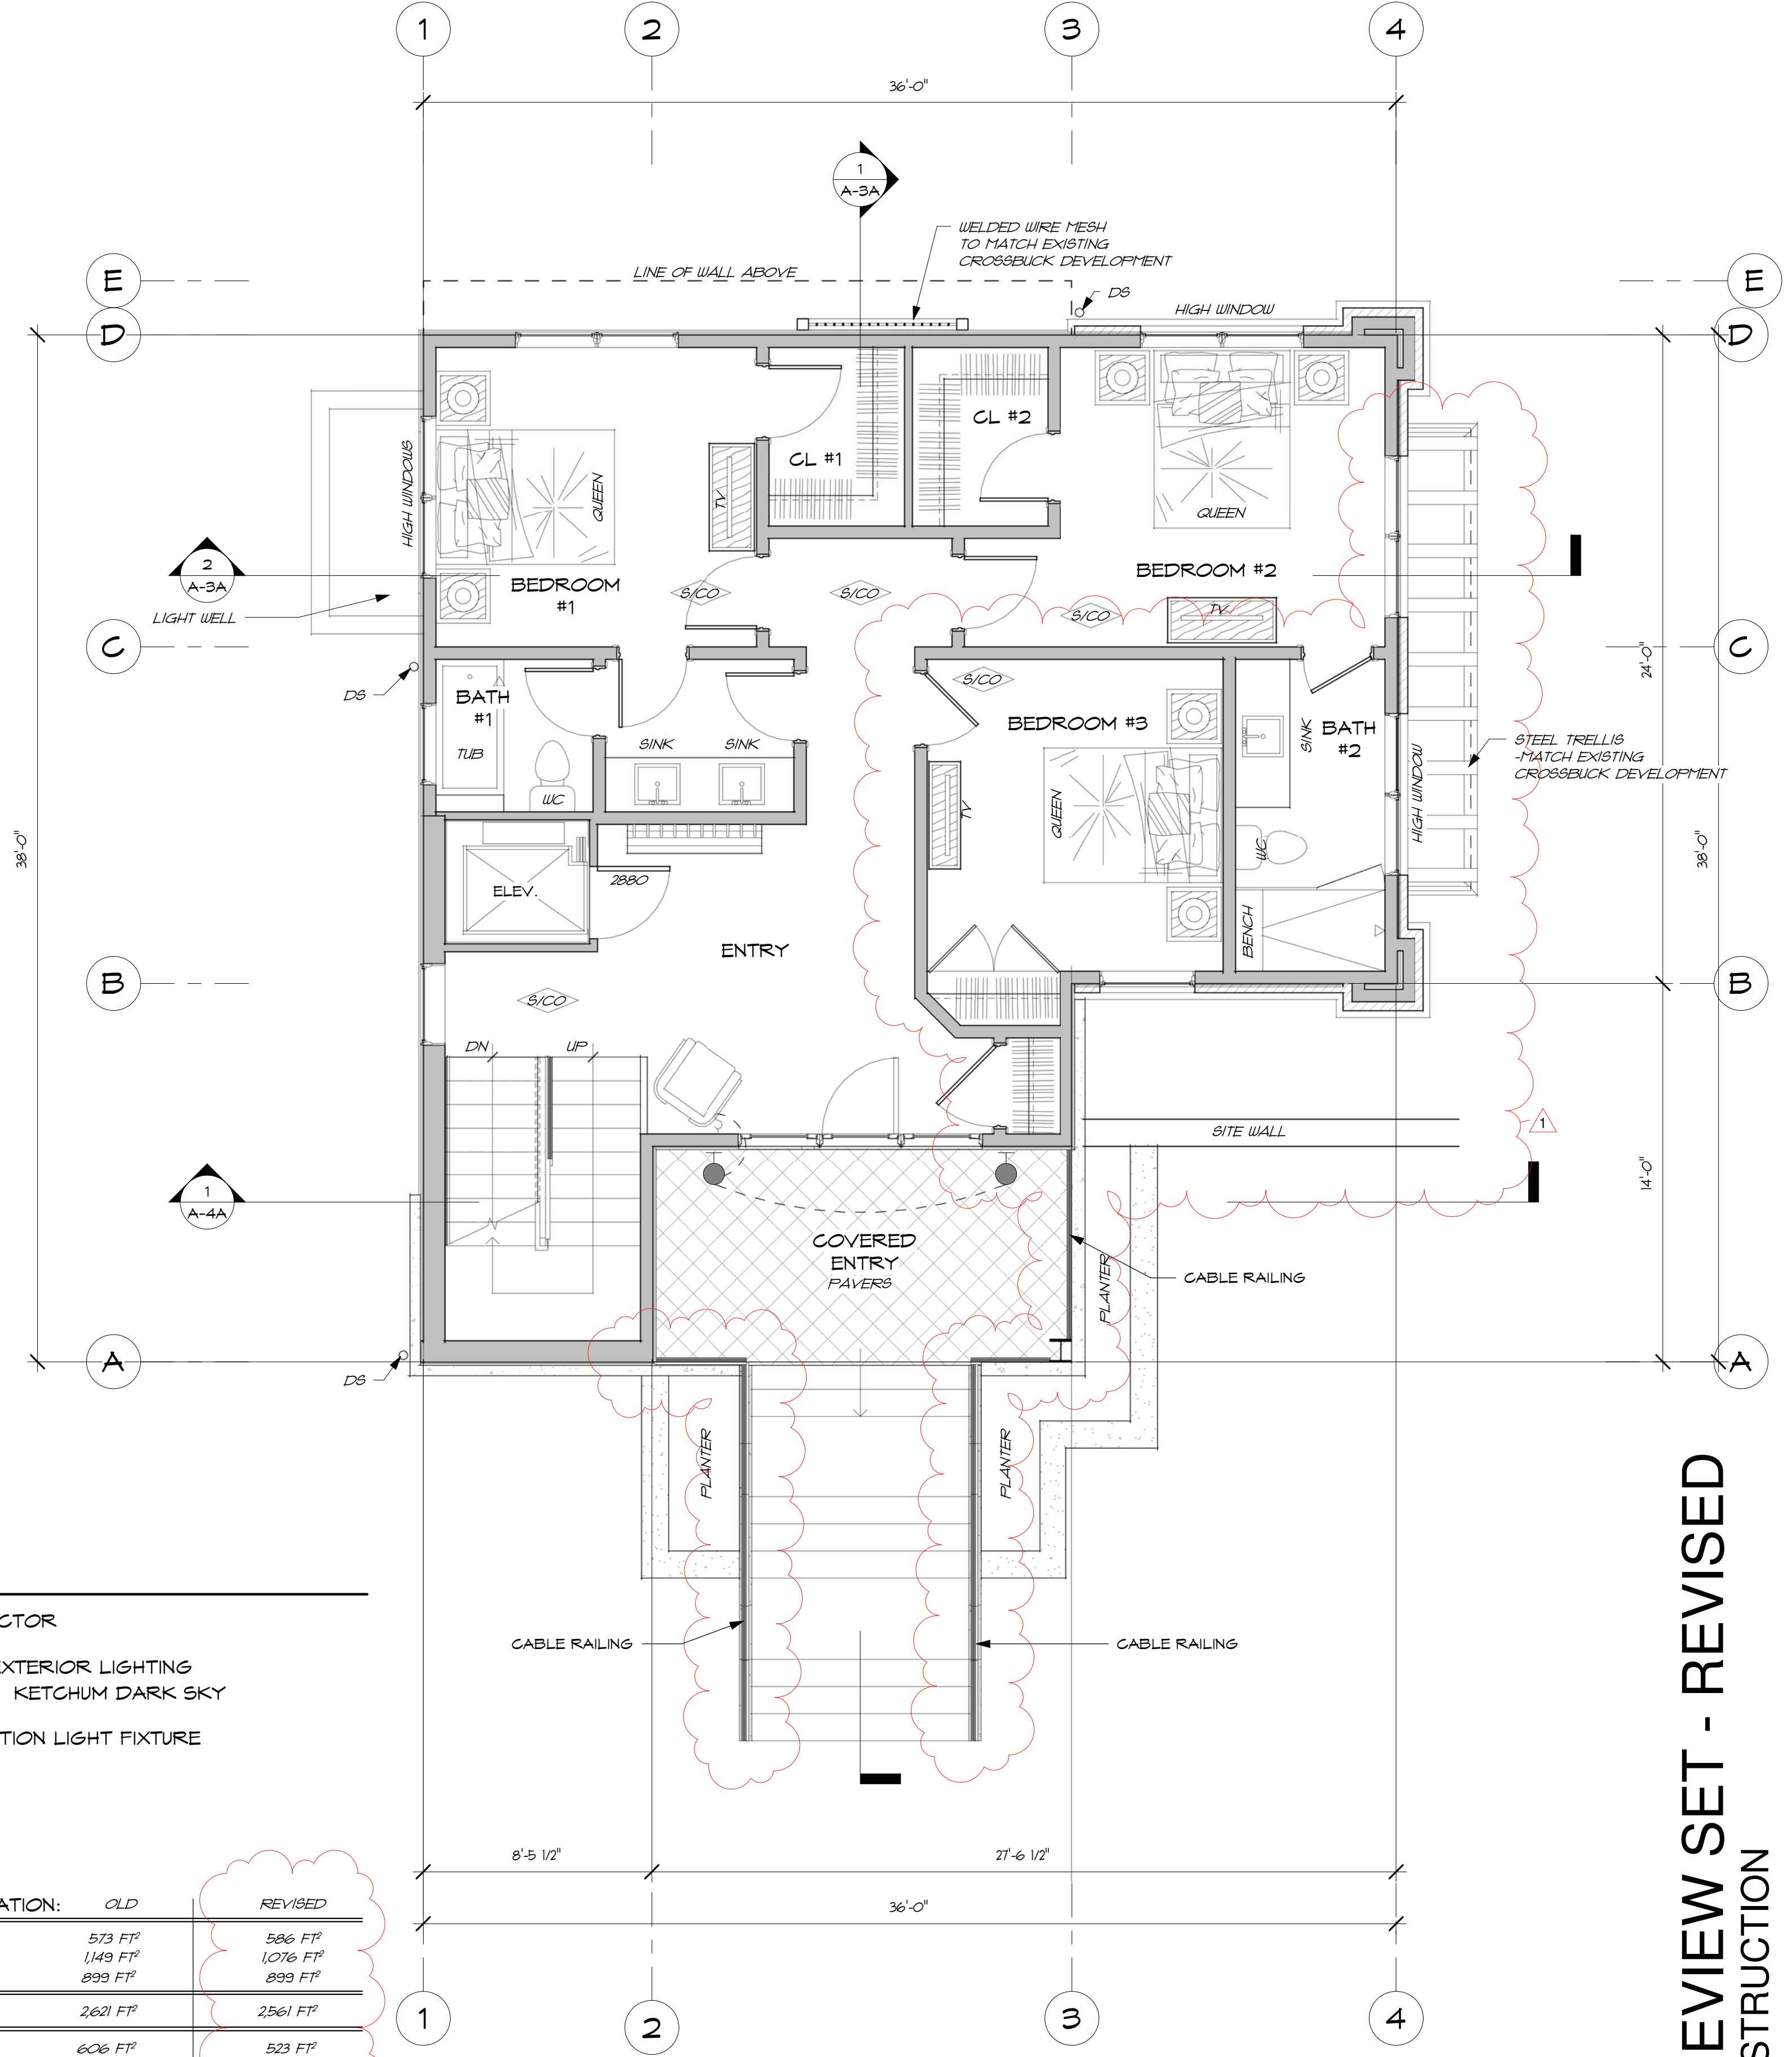 1
2
3
4
36'-0"
1
A-3A
WELDED WIRE MESH
TO MATCH EXISTING
CROSSBUCK DEVELOPMENT
E
LINE OF WALL ABOVE
E
DS
HIGH WINDOW
D
D
CL #2
CL #1
HIGH WINDOWS
QUEEN
TV
QUEEN
2
A-3A
BEDROOM
#1
BEDROOM #2
S/CO
S/CO
S/CO
TV
LIGHT WELL
C
C
24'-0"
S/CO
DS
BATH
#1
BEDROOM #3
BATH
#2
SINK
TUB
SINK
SINK
STEEL TRELLIS
-MATCH EXISTING
CROSSBUCK DEVELOPMENT
HIGH WINDOW
WC
TV
QUEEN
WC
38'-0"
38'-0"
2880
ELEV.
BENCH
ENTRY
B
B
S/CO
DN
UP
SITE WALL
1
14'-0"
1
A-4A
COVERED
ENTRY
PAVERS
PLANTER
CABLE RAILING
A
A
DS
PLANTER
PLANTER
CTOR
CABLE RAILING
CABLE RAILING
EXTERIOR LIGHTING
KETCHUM DARK SKY
TION LIGHT FIXTURE
8'-5 1/2"
27'-6 1/2"
36'-0"
ATION: OLD REVISED
573 FT² 586 FT²
1,149 FT² 1,076 FT²
899 FT² 899 FT²
2,621 FT² 2,561 FT²
606 FT² 523 FT²
1
2
3
4
EVIEW SET - REVISED
STRUCTION